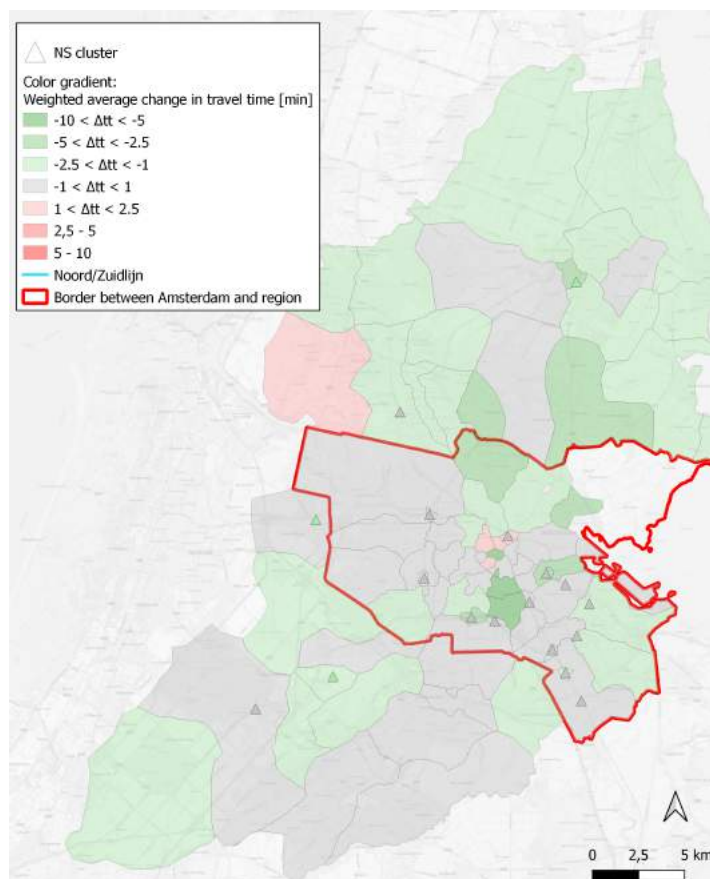 NS cluster
Color gradient:
Weighted average change in travel time [min]
-10 < Δtt < -5
-5 < Δtt < -2.5
-2.5 < Δtt < -1
-1 < Δtt < 1
1 < Δtt < 2.5
2,5 - 5
5 - 10
Noord/Zuidlijn
Border between Amsterdam and region
0 2,5 5 km